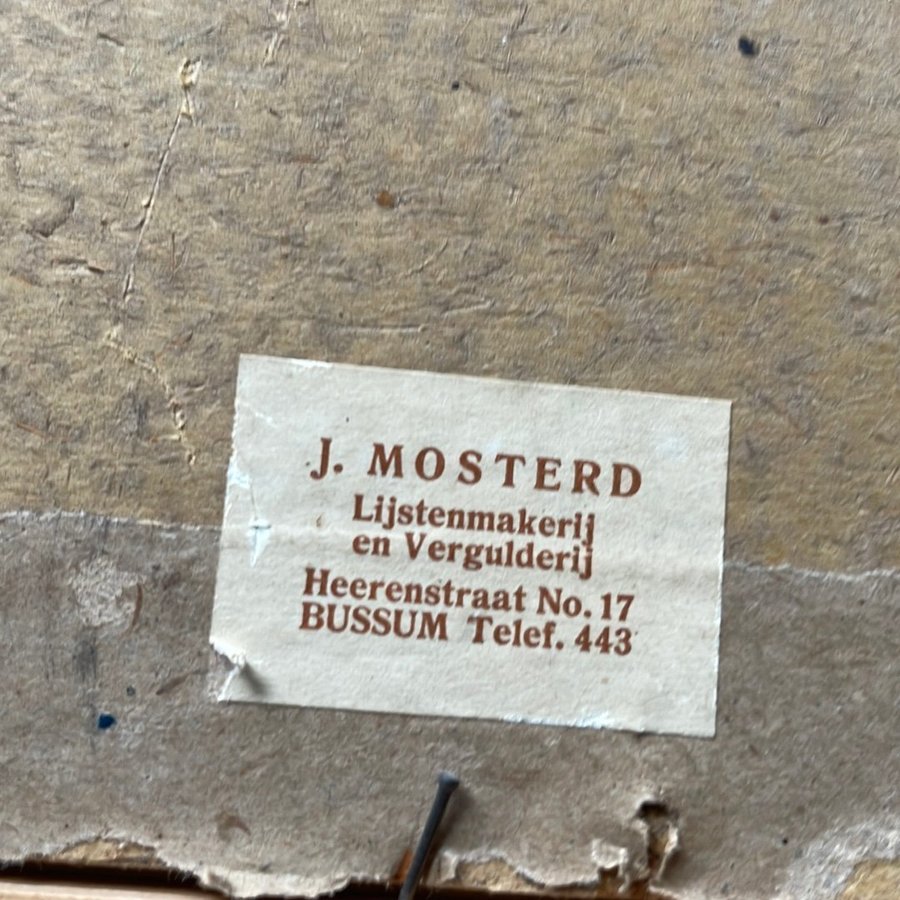 J. MOSTERD
Lijstenmakerij
en Vergulderij
Heerenstraat No. 17
BUSSUM Telef. 443